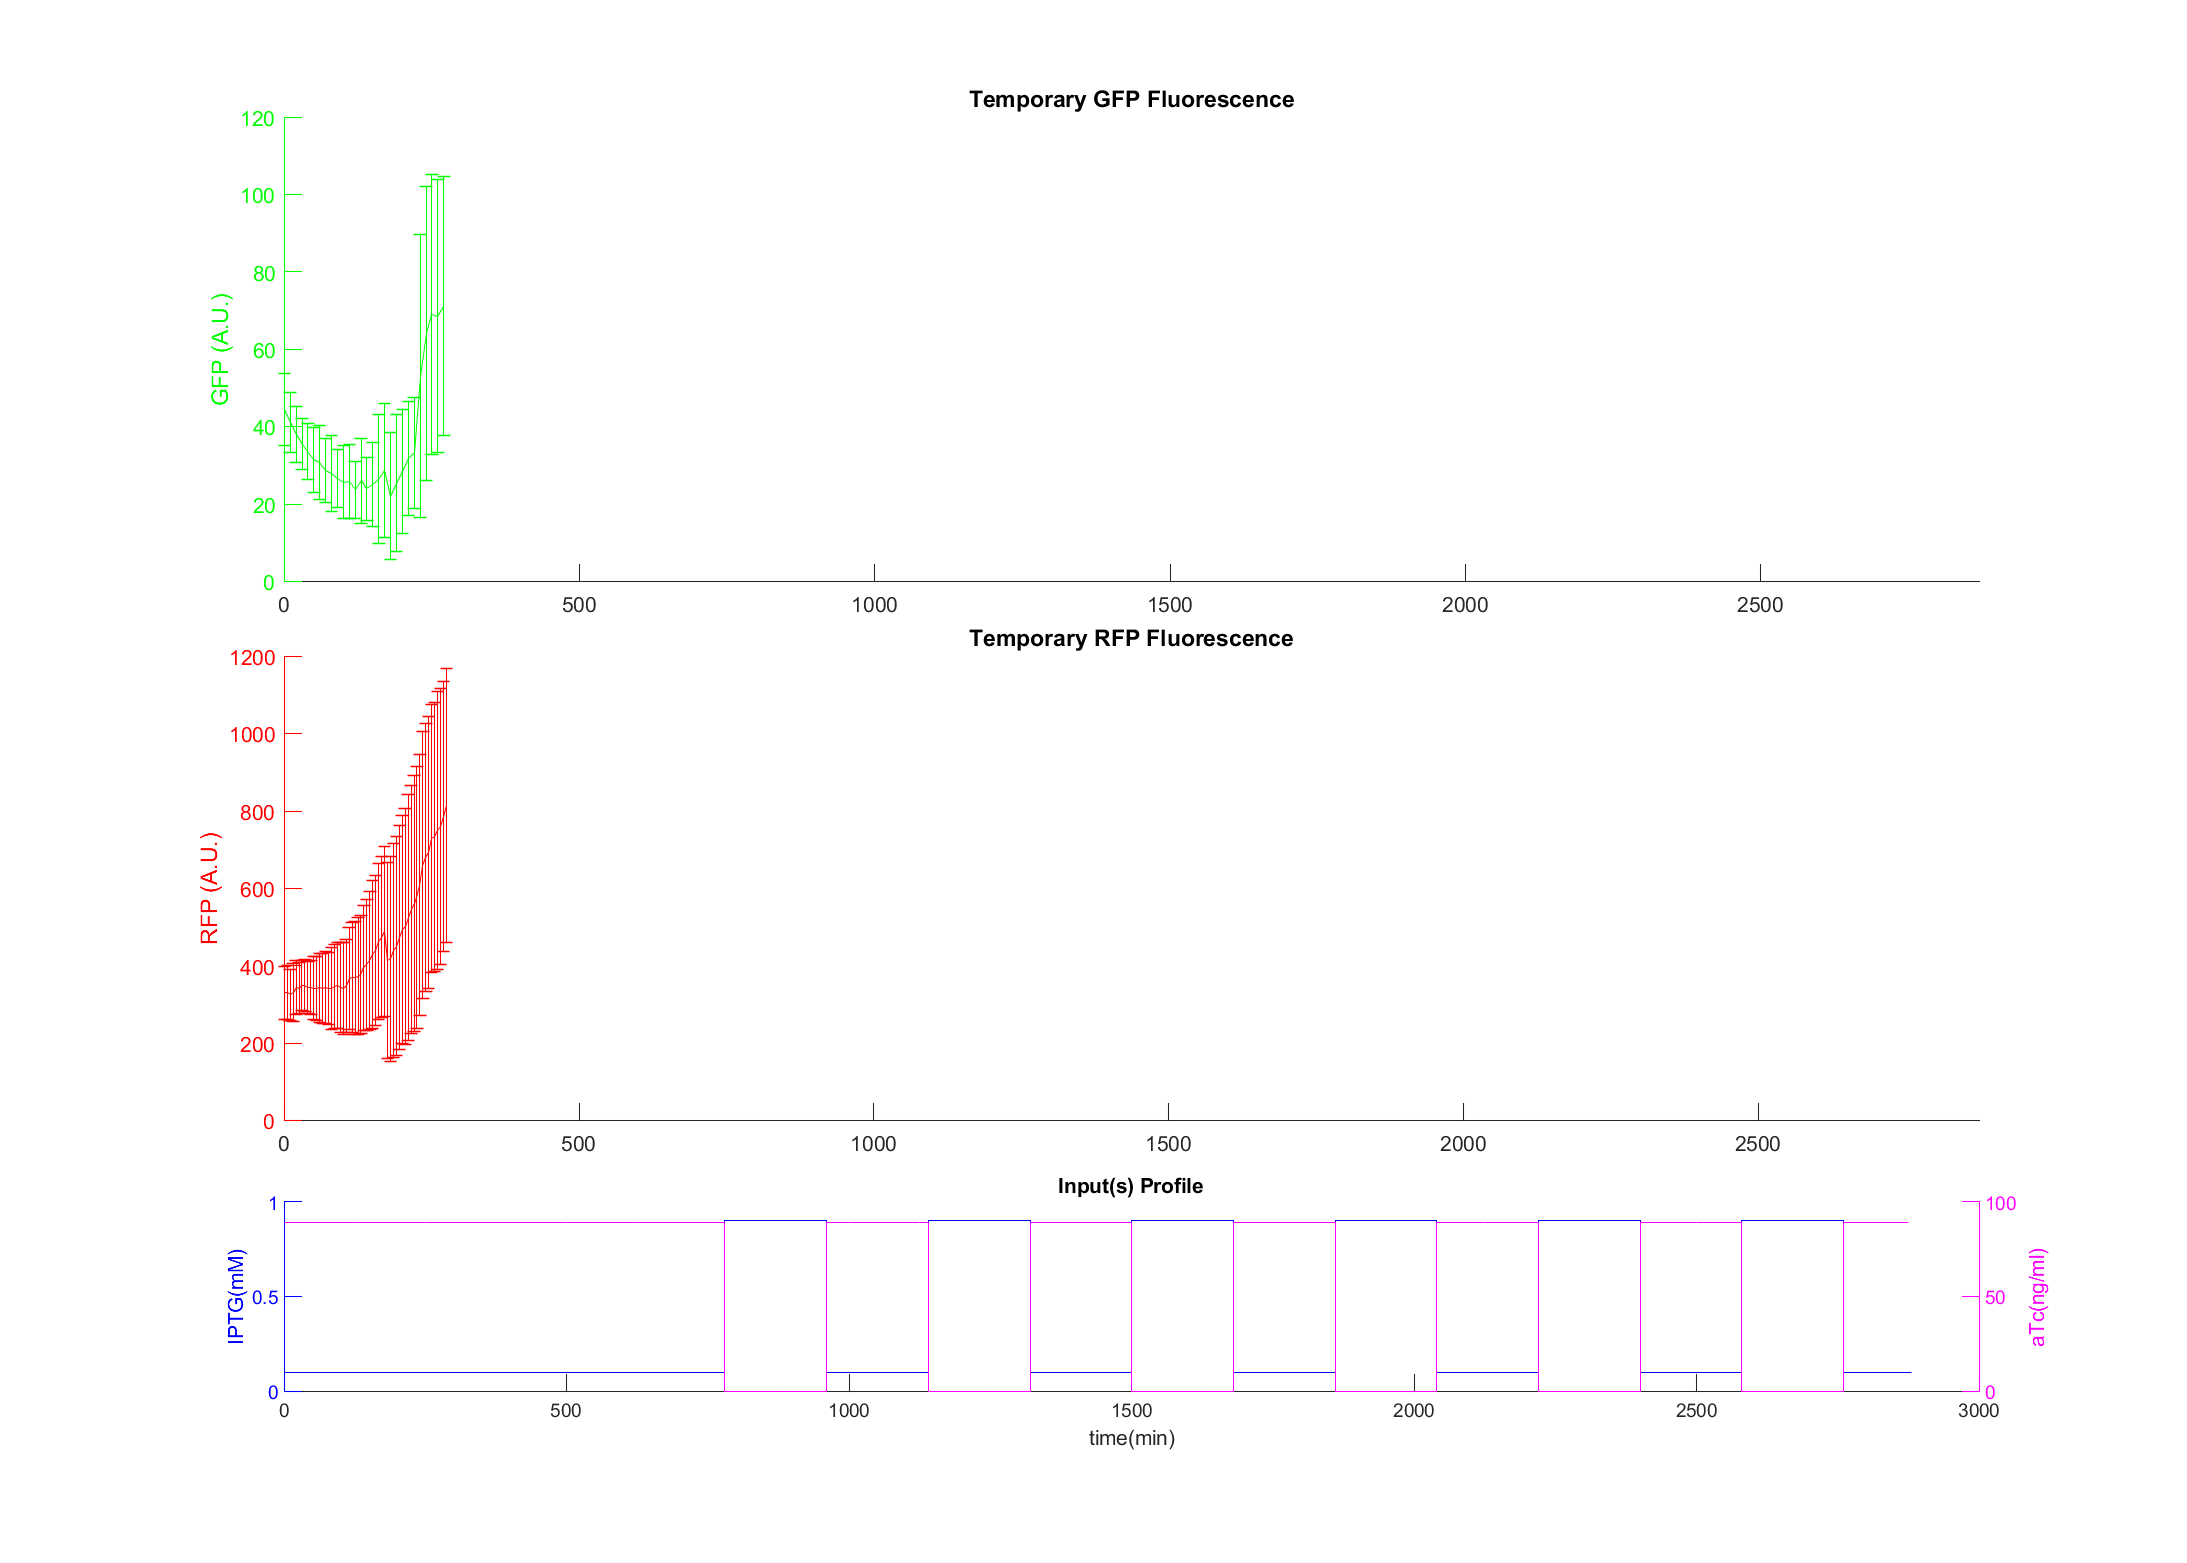 Temporary GFP Fluorescence
120
100
80
60
40
20
0
GFP (A.U.)
0 500 1000 1500 2000 2500
Temporary RFP Fluorescence
1200
1000
800
600
400
200
0
RFP (A.U.)
0 500 1000 1500 2000 2500
Input(s) Profile
1
0.5
0
IPTG(mM)
100
50
0
aTc(ng/ml)
0 500 1000 1500 2000 2500 3000
time(min)